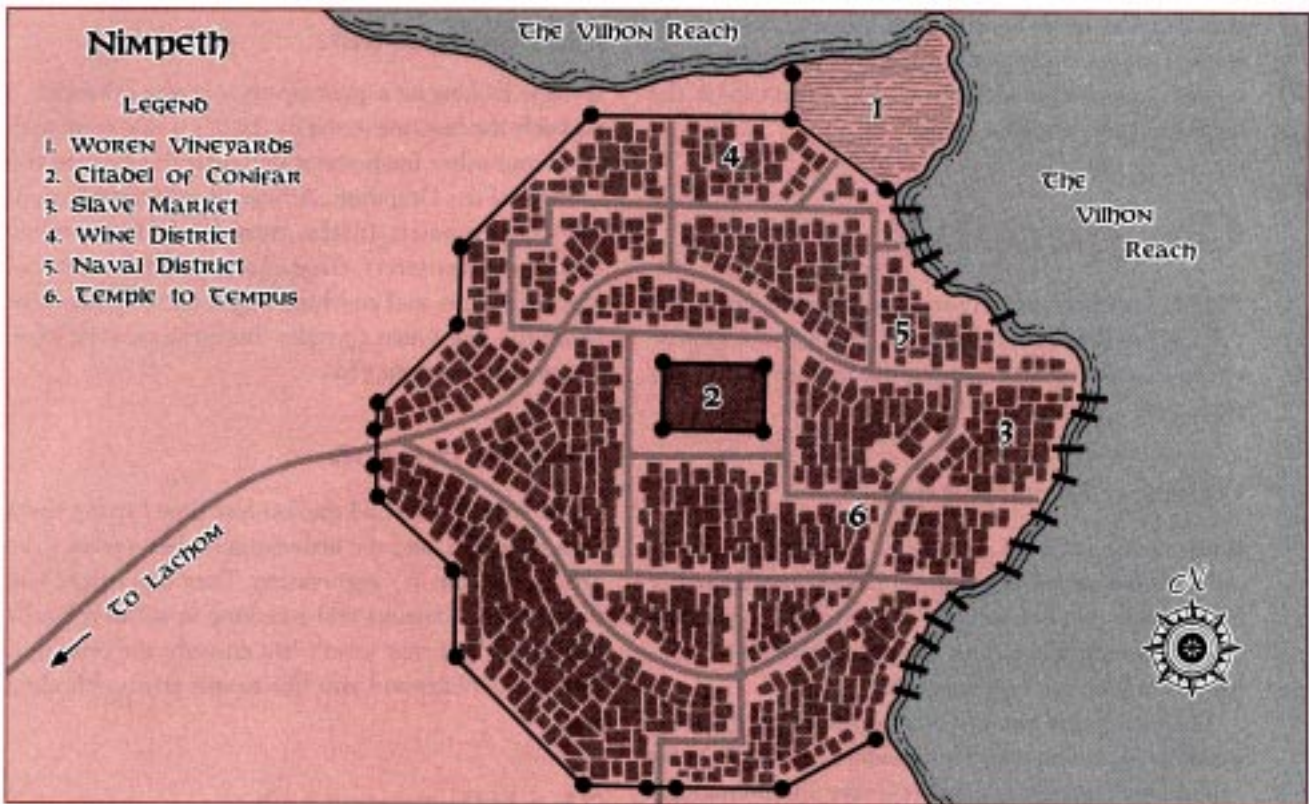 Nimpeth
Legend
1. Woren Vineyards
2. Citadel of Conifar
3. Slave Market
4. Wine District
5. Naval District
6. Temple to Tempus
The Vilhon Reach
1
4
The
Vilhon
Reach
5
2
3
6
To Lachom
N